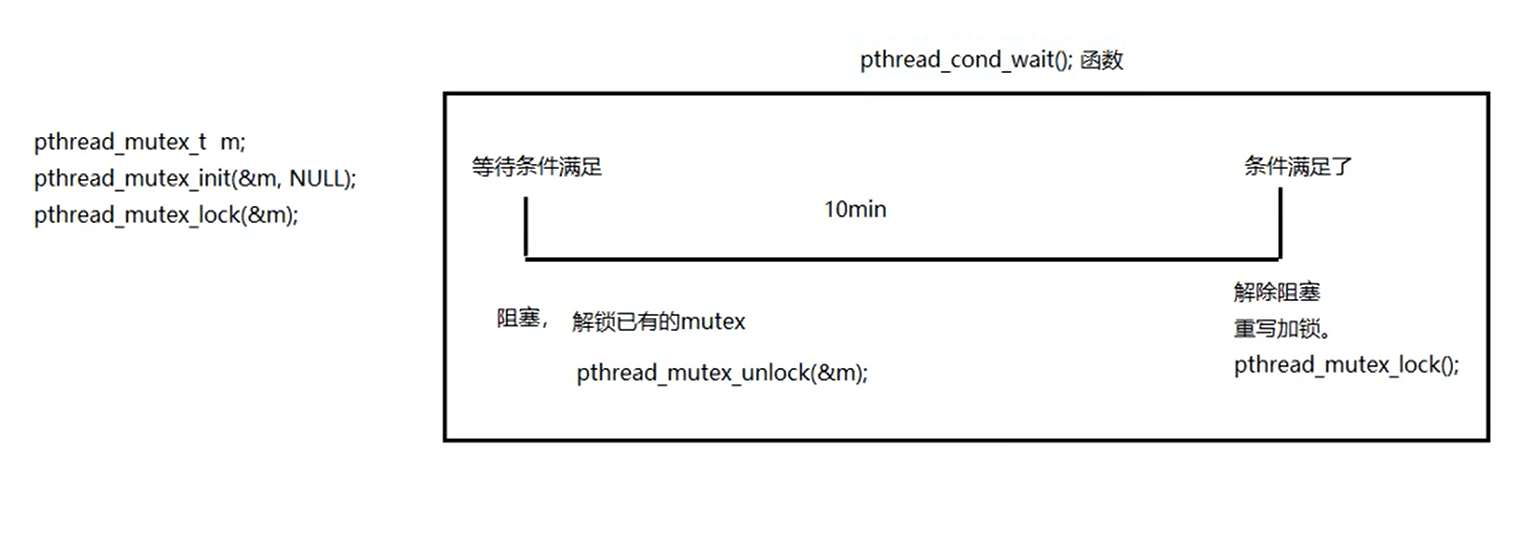 pthread_cond_wait(); 函数
pthread_mutex_t  m;
pthread_mutex_init(&m, NULL);
pthread_mutex_lock(&m);
等待条件满足
10min
条件满足了
阻塞， 解锁已有的mutex
pthread_mutex_unlock(&m);
解除阻塞
重写加锁。
pthread_mutex_lock();